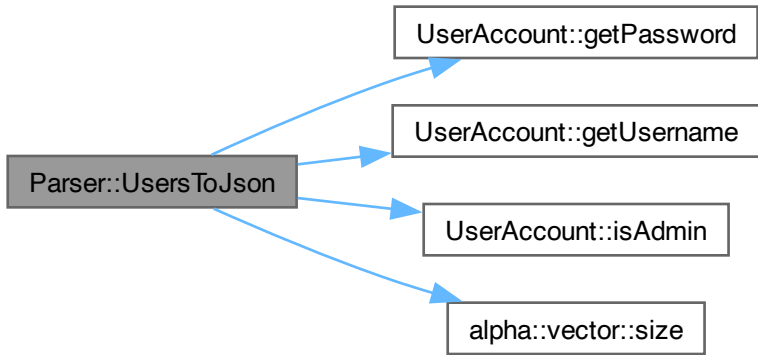 UserAccount::getPassword
UserAccount::getUsername
Parser::UsersToJson
UserAccount::isAdmin
alpha::vector::size